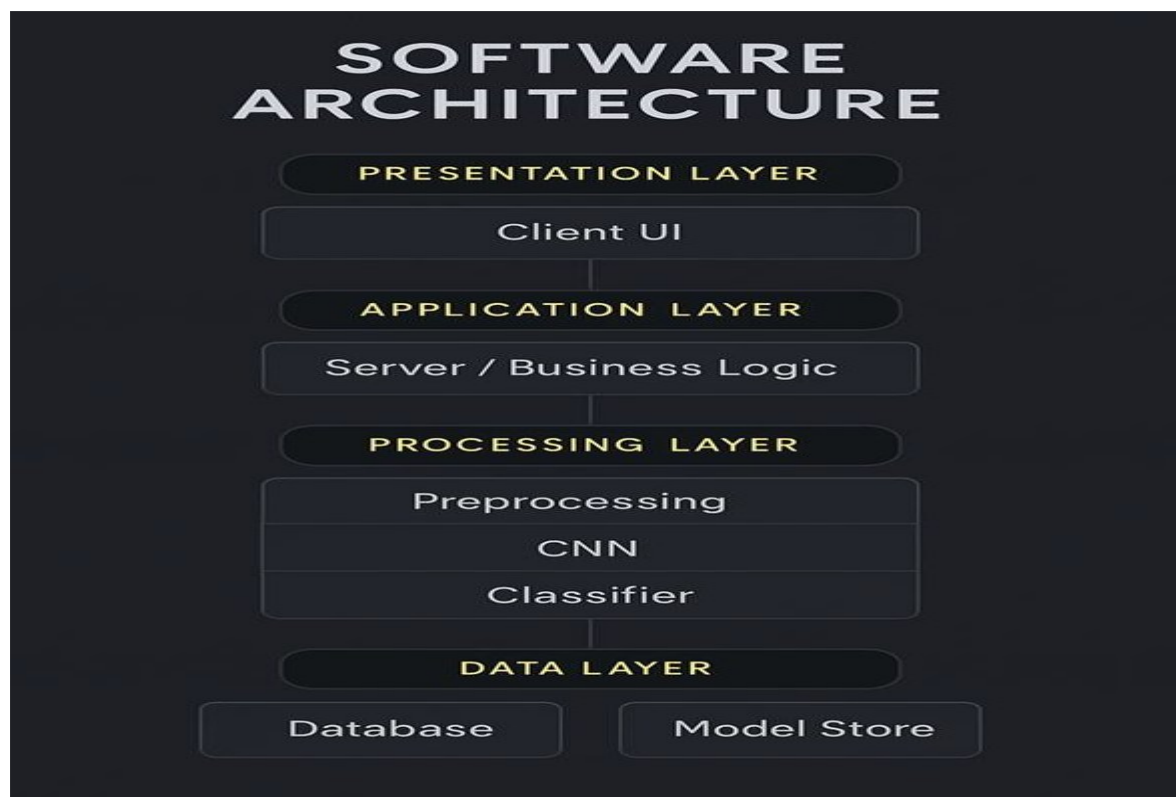 SOFTWARE
ARCHITECTURE
PRESENTATION LAYER
Client UI
APPLICATION LAYER
Server / Business Logic
PROCESSING LAYER
Preprocessing
CNN
Classifier
DATA LAYER
Database
Model Store